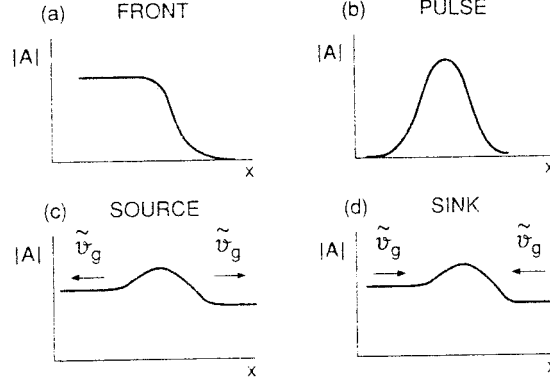 (a) FRONT
|A|
x
(b) PULSE
|A|
x
(c) SOURCE
ṽg ṽg
|A|
x
(d) SINK
ṽg ṽg
|A|
x